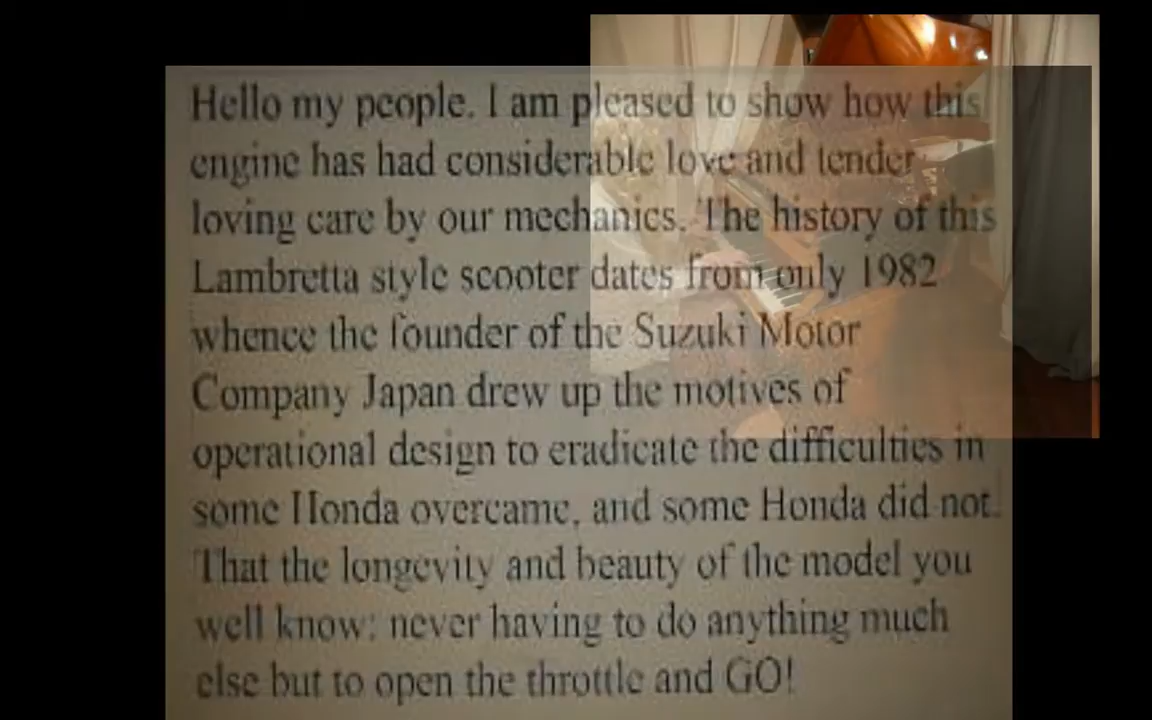 Hello my people. I am pleased to show how this
engine has had considerable love and tender
loving care by our mechanics. The history of this
Lambretta style scooter dates from only 1982
whence the founder of the Suzuki Motor
Company Japan drew up the motives of
operational design to eradicate the difficulties in
some Honda overcame, and some Honda did not.
That the longevity and beauty of the model you
well know: never having to do anything much
else but to open the throttle and GO!